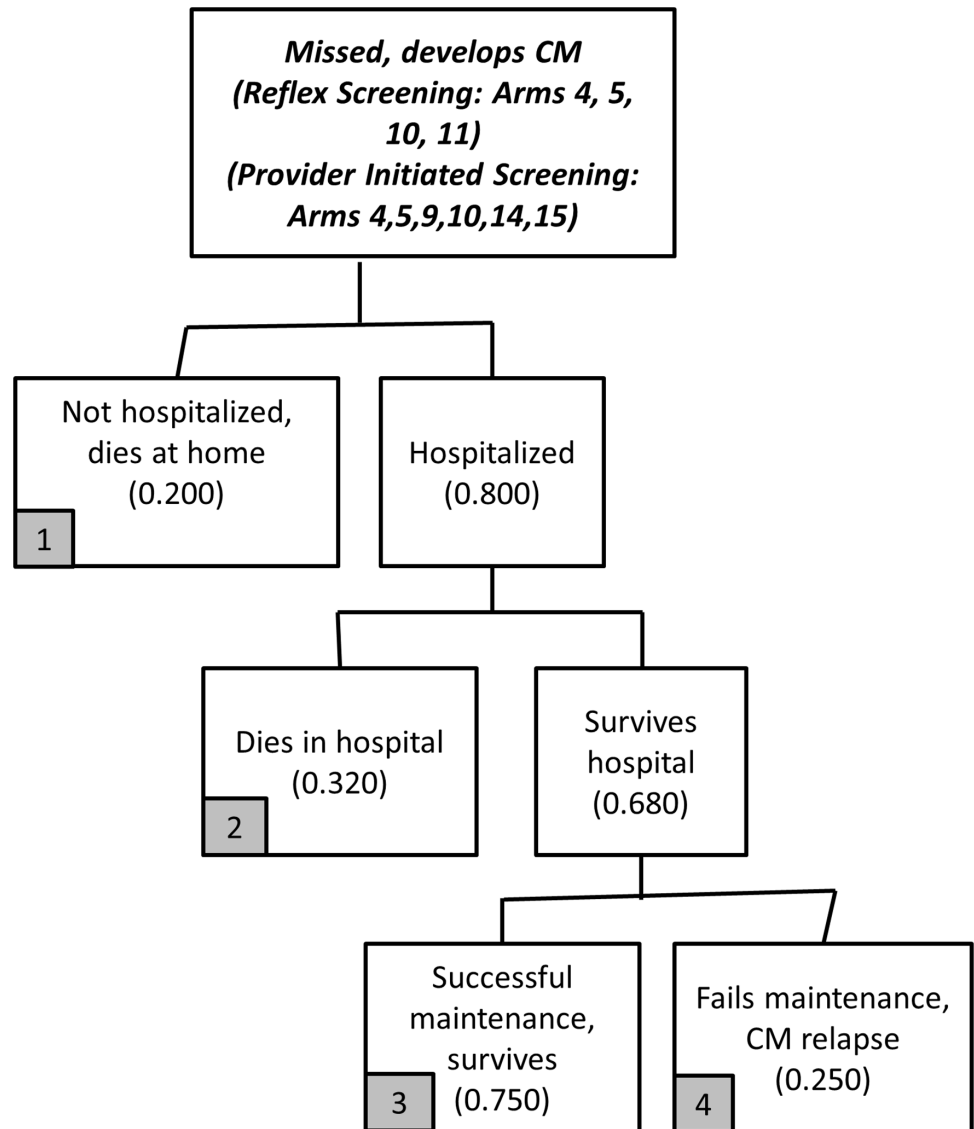 Missed, develops CM
(Reflex Screening: Arms 4, 5,
10, 11)
(Provider Initiated Screening:
Arms 4,5,9,10,14,15)
Not hospitalized,
dies at home
(0.200)
1
Hospitalized
(0.800)
Dies in hospital
(0.320)
2
Survives
hospital
(0.680)
Successful
maintenance,
survives
(0.750)
3
Fails maintenance,
CM relapse
(0.250)
4